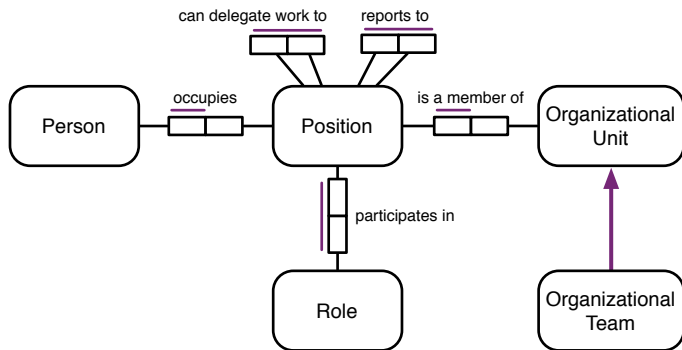 can delegate work to
reports to
occupies
is a member of
Person
Position
Organizational
Unit
participates in
Role
Organizational
Team